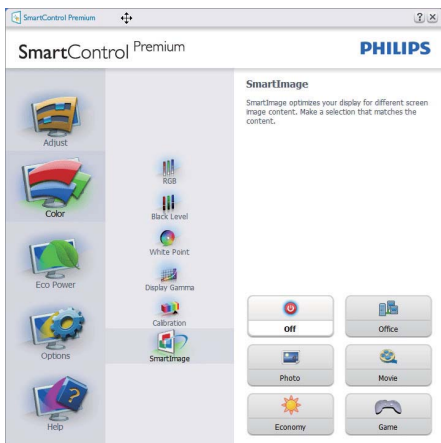 SmartControl Premium
SmartControl Premium
PHILIPS
Adjust
Color
Eco Power
Options
Help
RGB
Black Level
White Point
Display Gamma
Calibration
SmartImage
SmartImage
SmartImage optimizes your display for different screen
image content. Make a selection that matches the
content.
Off
Office
Photo
Movie
Economy
Game